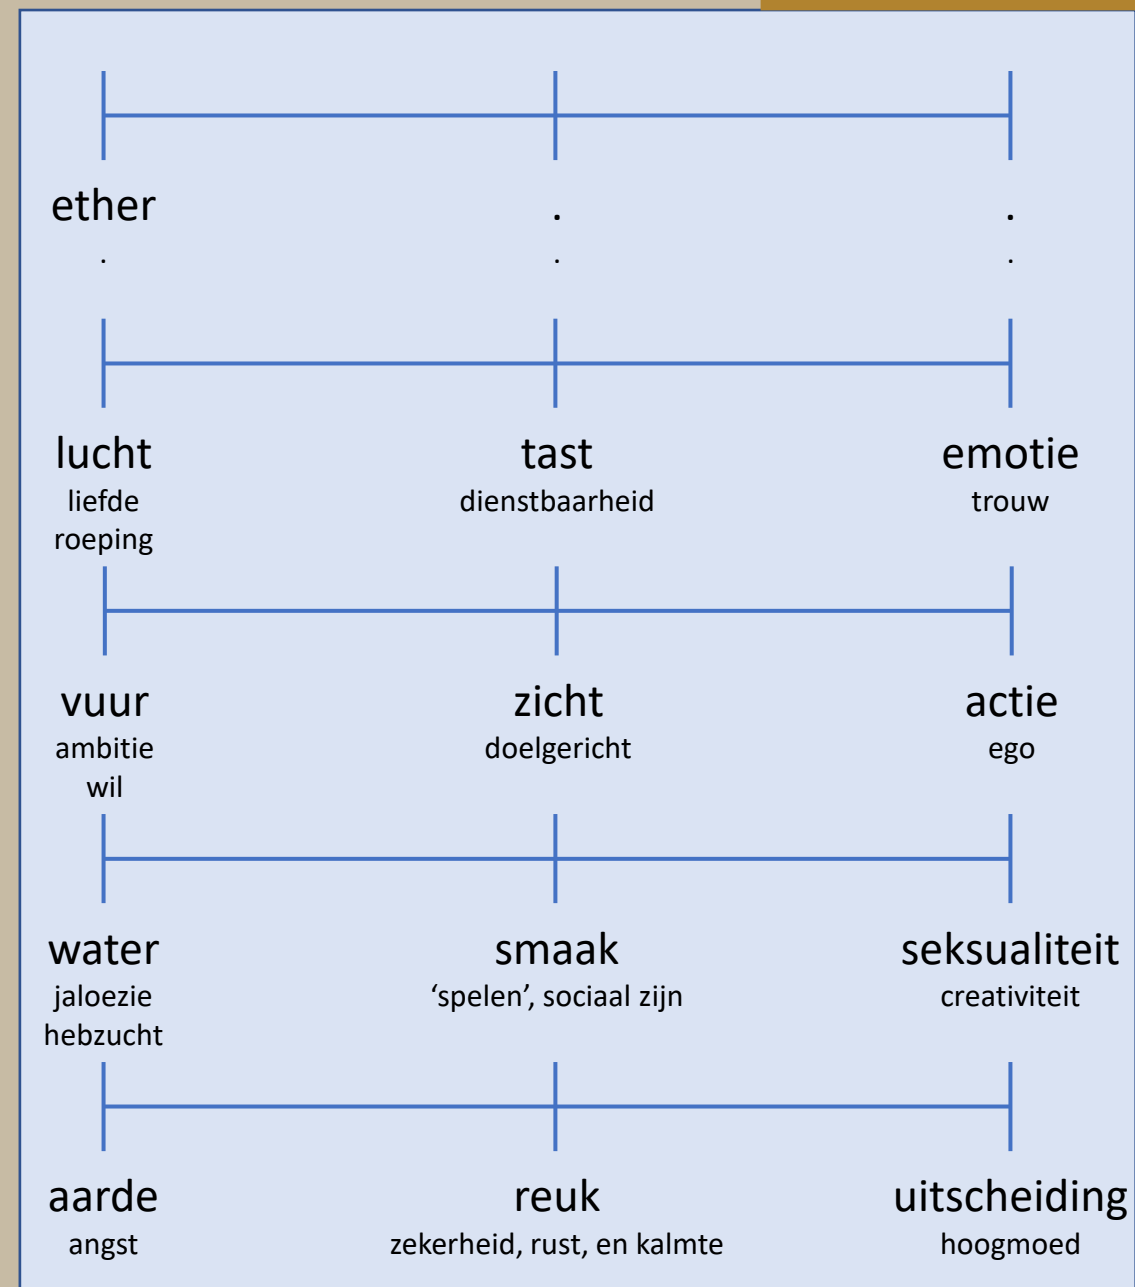 ether . .
. . .
lucht tast emotie
liefde dienstbaarheid trouw
roeping
vuur zicht actie
ambitie doelgericht ego
wil
water smaak seksualiteit
jaloezie ‘spelen’, sociaal zijn creativiteit
hebzucht
aarde reuk uitscheiding
angst zekerheid, rust, en kalmte hoogmoed